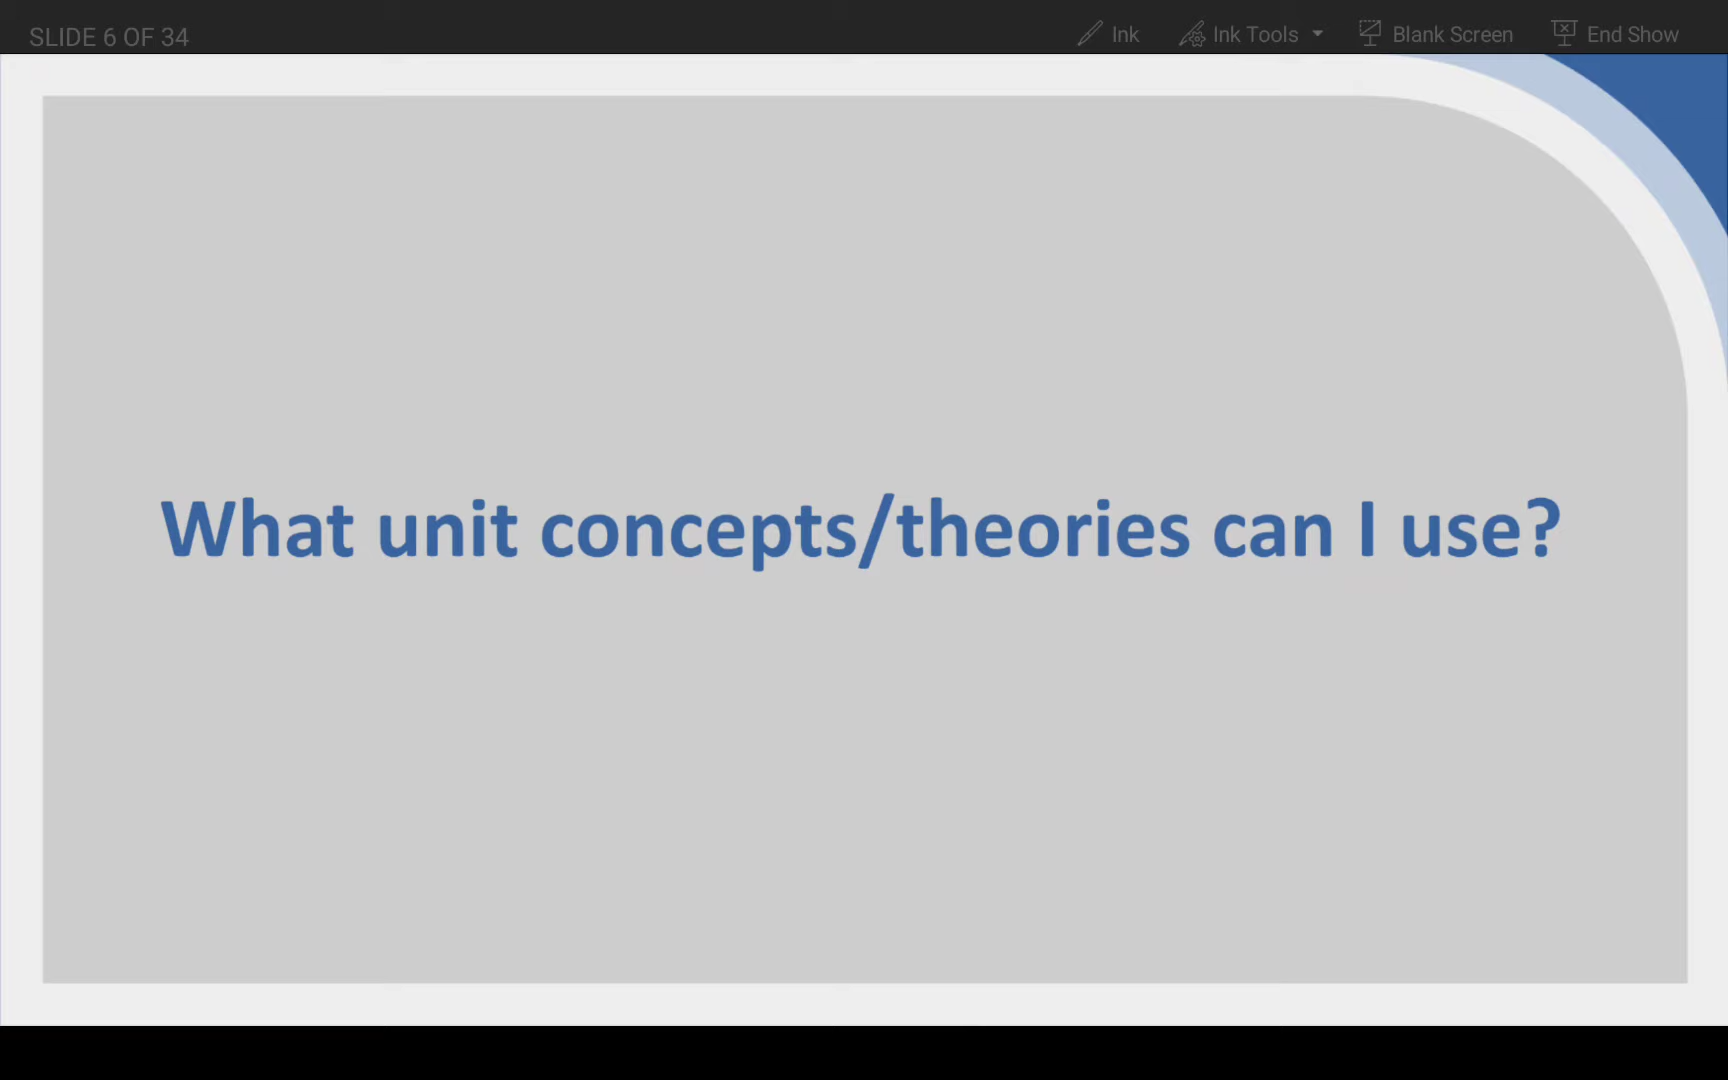 SLIDE 6 OF 34
Ink
Ink Tools
Blank Screen
End Show
What unit concepts/theories can I use?